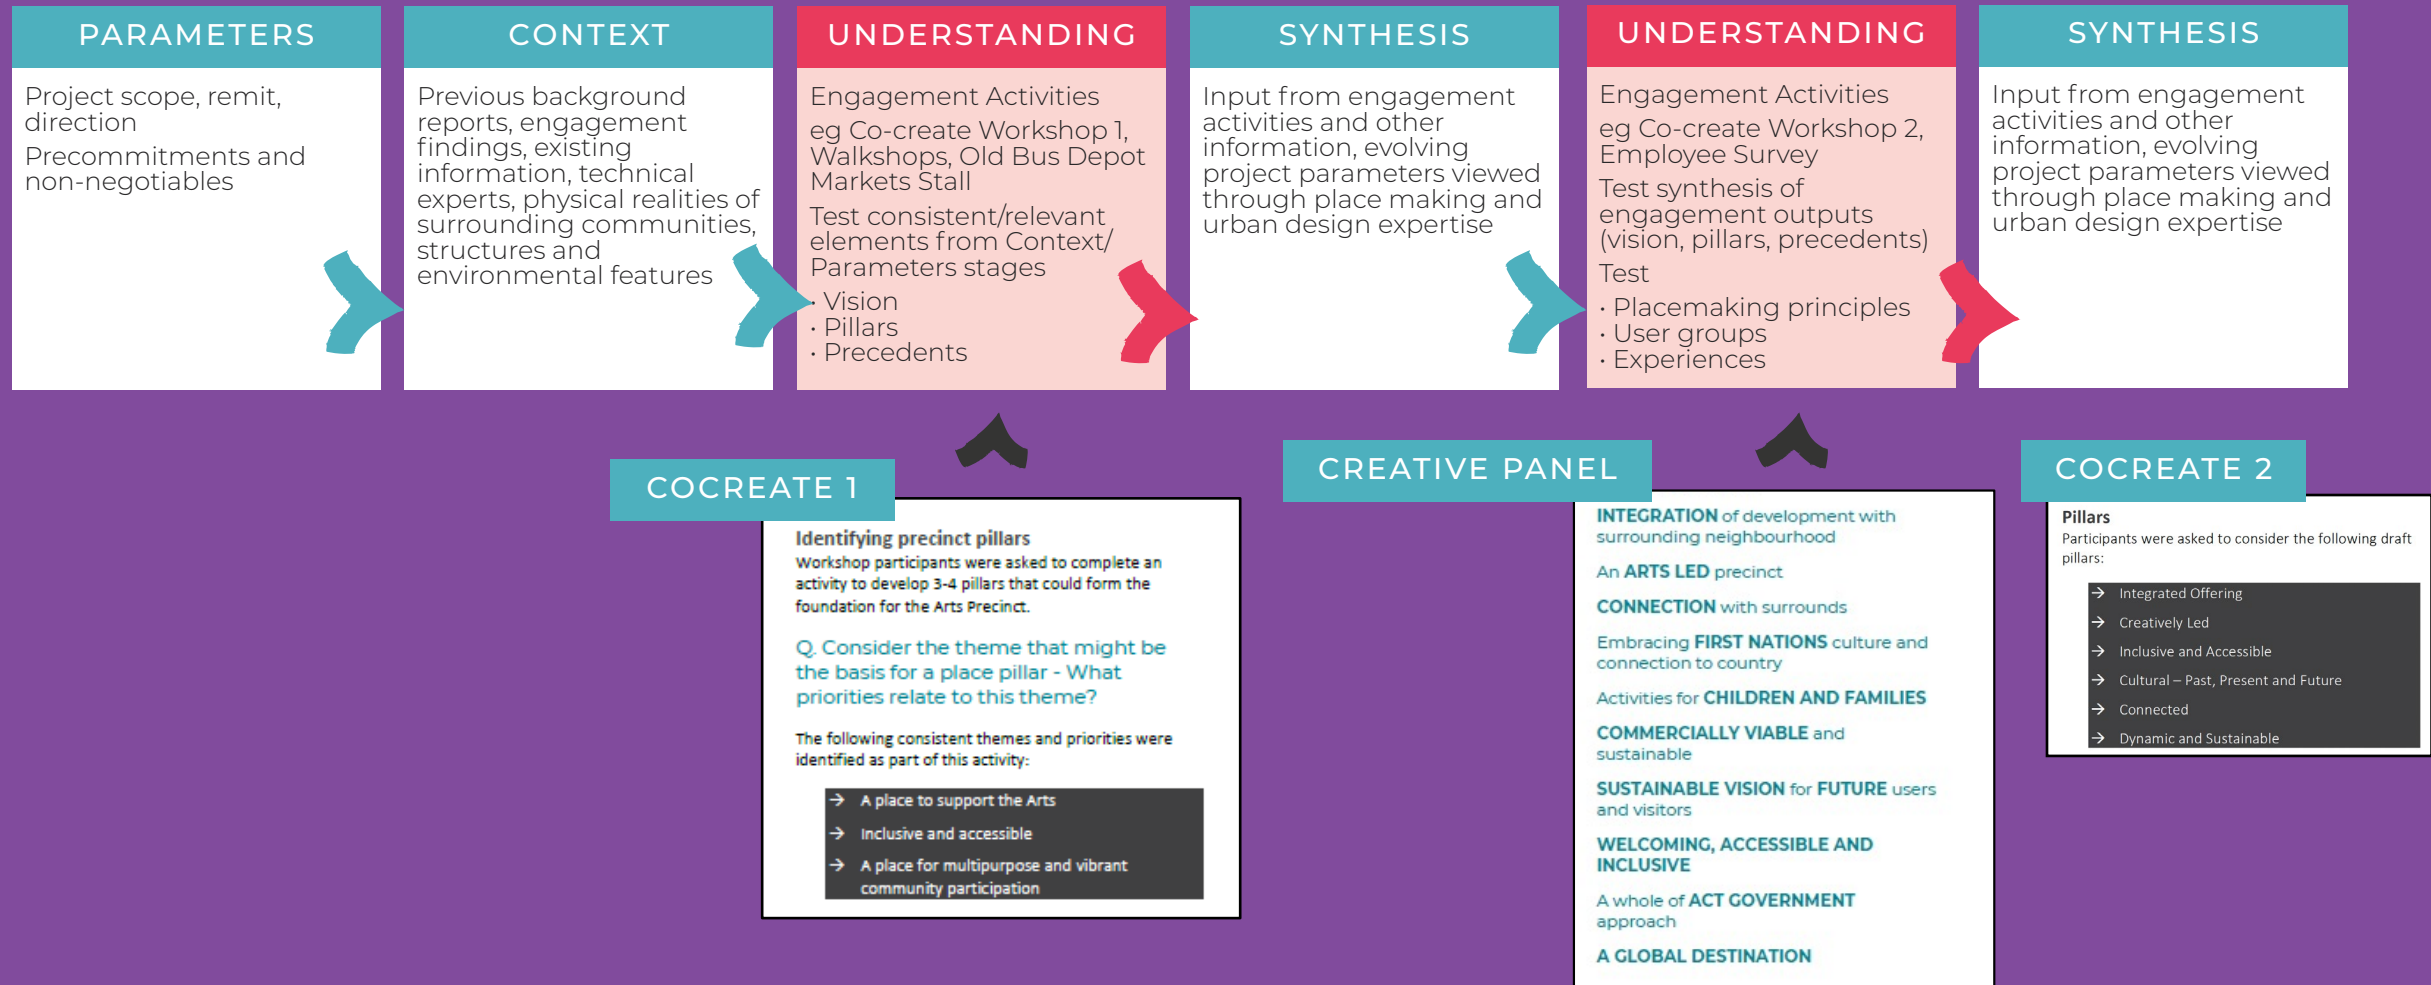 PARAMETERS
Project scope, remit,
direction
Precommitments and
non-negotiables
CONTEXT
Previous background
reports, engagement
findings, existing
information, technical
experts, physical realities of
surrounding communities,
structures and
environmental features
UNDERSTANDING
Engagement Activities
eg Co-create Workshop 1,
Walkshops, Old Bus Depot
Markets Stall
Test consistent/relevant
elements from Context/
Parameters stages
· Vision
· Pillars
· Precedents
SYNTHESIS
Input from engagement
activities and other
information, evolving
project parameters viewed
through place making and
urban design expertise
UNDERSTANDING
Engagement Activities
eg Co-create Workshop 2,
Employee Survey
Test synthesis of
engagement outputs
(vision, pillars, precedents)
Test
· Placemaking principles
· User groups
· Experiences
SYNTHESIS
Input from engagement
activities and other
information, evolving
project parameters viewed
through place making and
urban design expertise
COCREATE 1
Identifying precinct pillars
Workshop participants were asked to complete an
activity to develop 3-4 pillars that could form the
foundation for the Arts Precinct.
Q. Consider the theme that might be
the basis for a place pillar - What
priorities relate to this theme?
The following consistent themes and priorities were
identified as part of this activity:
→ A place to support the Arts
→ Inclusive and accessible
→ A place for multipurpose and vibrant
community participation
CREATIVE PANEL
INTEGRATION of development with
surrounding neighbourhood
An ARTS LED precinct
CONNECTION with surrounds
Embracing FIRST NATIONS culture and
connection to country
Activities for CHILDREN AND FAMILIES
COMMERCIALLY VIABLE and
sustainable
SUSTAINABLE VISION for FUTURE users
and visitors
WELCOMING, ACCESSIBLE AND
INCLUSIVE
A whole of ACT GOVERNMENT
approach
A GLOBAL DESTINATION
COCREATE 2
Pillars
Participants were asked to consider the following draft
pillars:
→ Integrated Offering
→ Creatively Led
→ Inclusive and Accessible
→ Cultural – Past, Present and Future
→ Connected
→ Dynamic and Sustainable